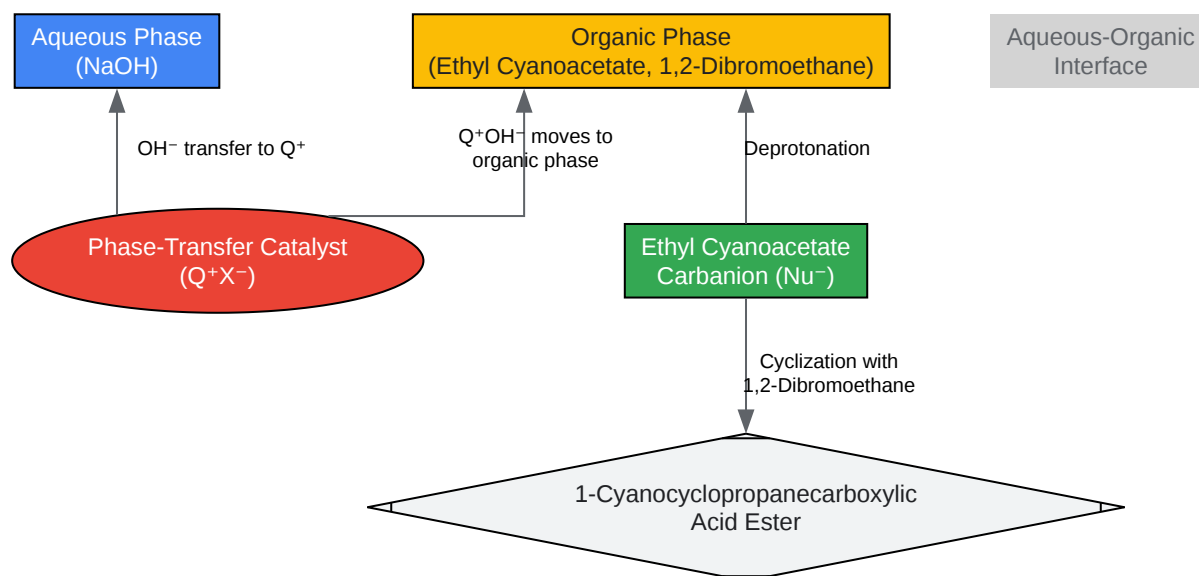 Aqueous Phase
(NaOH)
Organic Phase
(Ethyl Cyanoacetate, 1,2-Dibromoethane)
Aqueous-Organic
Interface
OH⁻ transfer to Q⁺
Q⁺OH⁻ moves to
organic phase
Deprotonation
Phase-Transfer Catalyst
(Q⁺X⁻)
Ethyl Cyanoacetate
Carbanion (Nu⁻)
Cyclization with
1,2-Dibromoethane
1-Cyanocyclopropanecarboxylic
Acid Ester